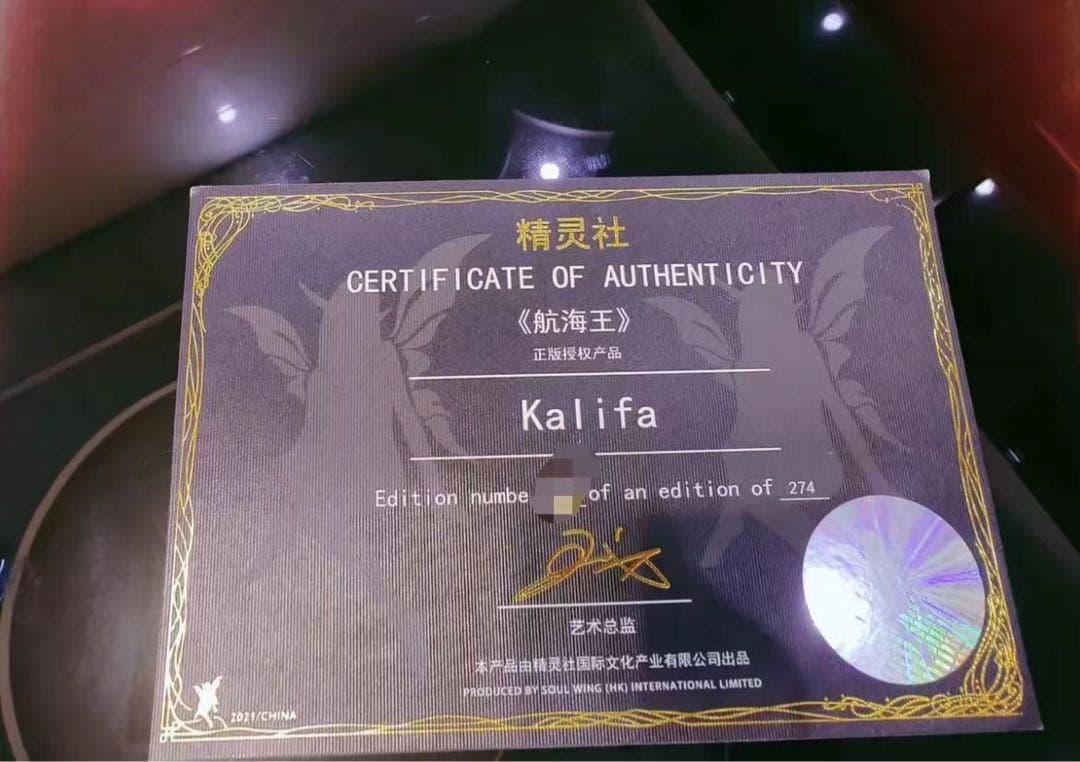 精灵社
CERTIFICATE OF AUTHENTICITY
《航海王》
正版授权产品
Kalifa
Edition numbe of an edition of 274
艺术总监
本产品由精灵社国际文化产业有限公司出品
PRODUCED BY SOUL WING (HK) INTERNATIONAL LIMITED
2021/CHINA